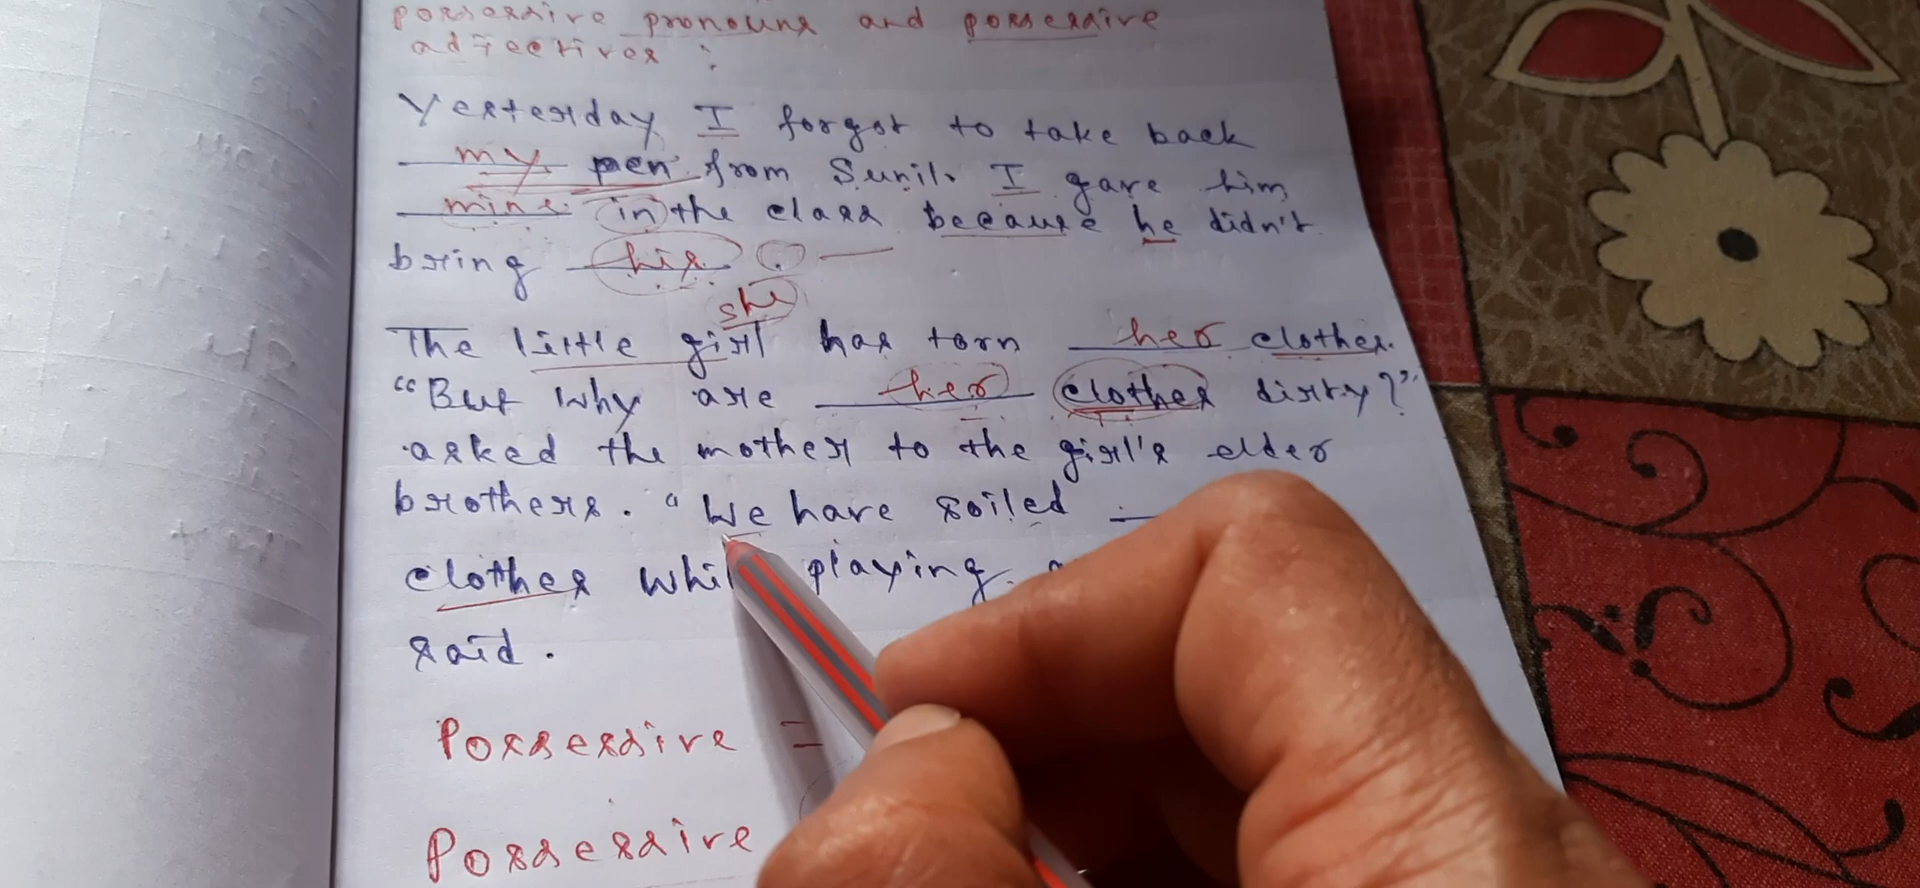 possessive pronouns and possessive
adjectives :
Yesterday I forgot to take back
my pen from Sunil. I gave him
mine in the class because he didn't
bring his .
she
The little girl has torn her clothes.
“But why are her clothes dirty?”
asked the mother to the girl's elder
brothers. “We have soiled
clothes while playing
said.
Possessive =
Possessive